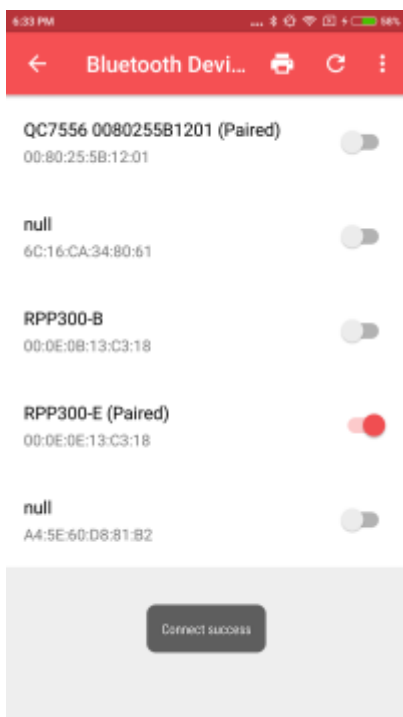 6:33 PM ... 58%
Bluetooth Devi...
QC7556 0080255B1201 (Paired)
00:80:25:5B:12:01
null
6C:16:CA:34:80:61
RPP300-B
00:0E:0B:13:C3:18
RPP300-E (Paired)
00:0E:0E:13:C3:18
null
A4:5E:60:D8:81:B2
Connect success